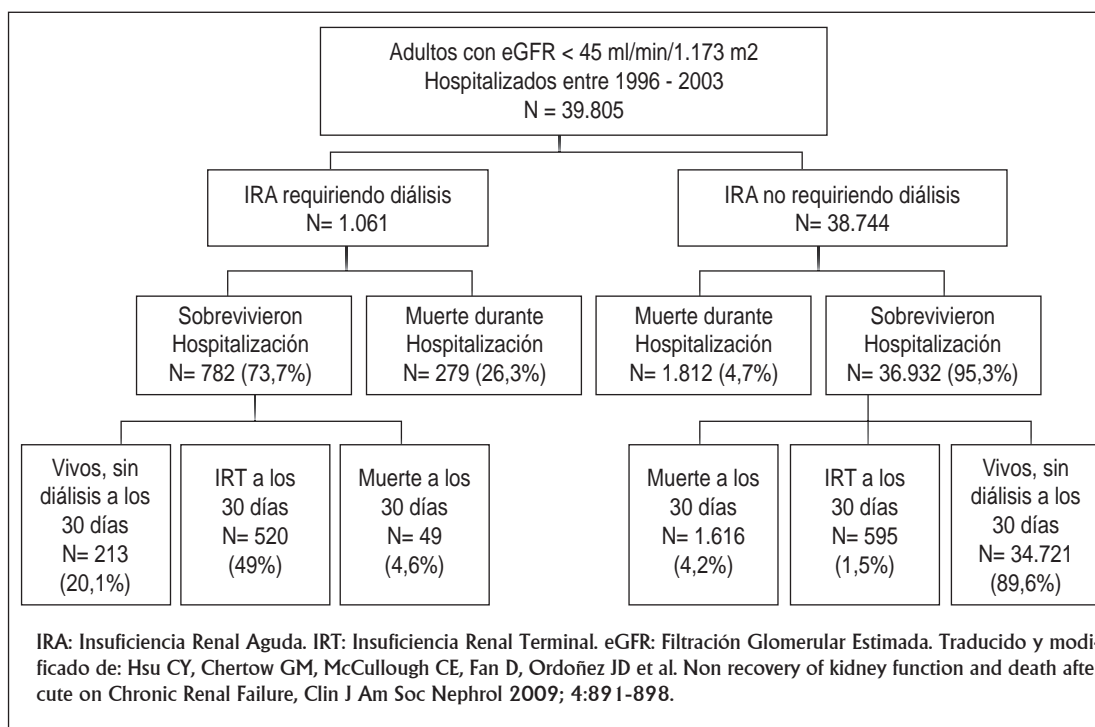 Adultos con eGFR < 45 ml/min/1.173 m2
Hospitalizados entre 1996 - 2003
N = 39.805
IRA requiriendo diálisis
N= 1.061
IRA no requiriendo diálisis
N= 38.744
Sobrevivieron
Hospitalización
N= 782 (73,7%)
Muerte durante
Hospitalización
N= 279 (26,3%)
Muerte durante
Hospitalización
N= 1.812 (4,7%)
Sobrevivieron
Hospitalización
N= 36.932 (95,3%)
Vivos, sin
diálisis a los
30 días
N= 213
(20,1%)
IRT a los
30 días
N= 520
(49%)
Muerte a los
30 días
N= 49
(4,6%)
Muerte a los
30 días
N= 1.616
(4,2%)
IRT a los
30 días
N= 595
(1,5%)
Vivos, sin
diálisis a los
30 días
N= 34.721
(89,6%)
IRA: Insuficiencia Renal Aguda. IRT: Insuficiencia Renal Terminal. eGFR: Filtración Glomerular Estimada. Traducido y modi-
ficado de: Hsu CY, Chertow GM, McCullough CE, Fan D, Ordoñez JD et al. Non recovery of kidney function and death afte
cute on Chronic Renal Failure, Clin J Am Soc Nephrol 2009; 4:891-898.